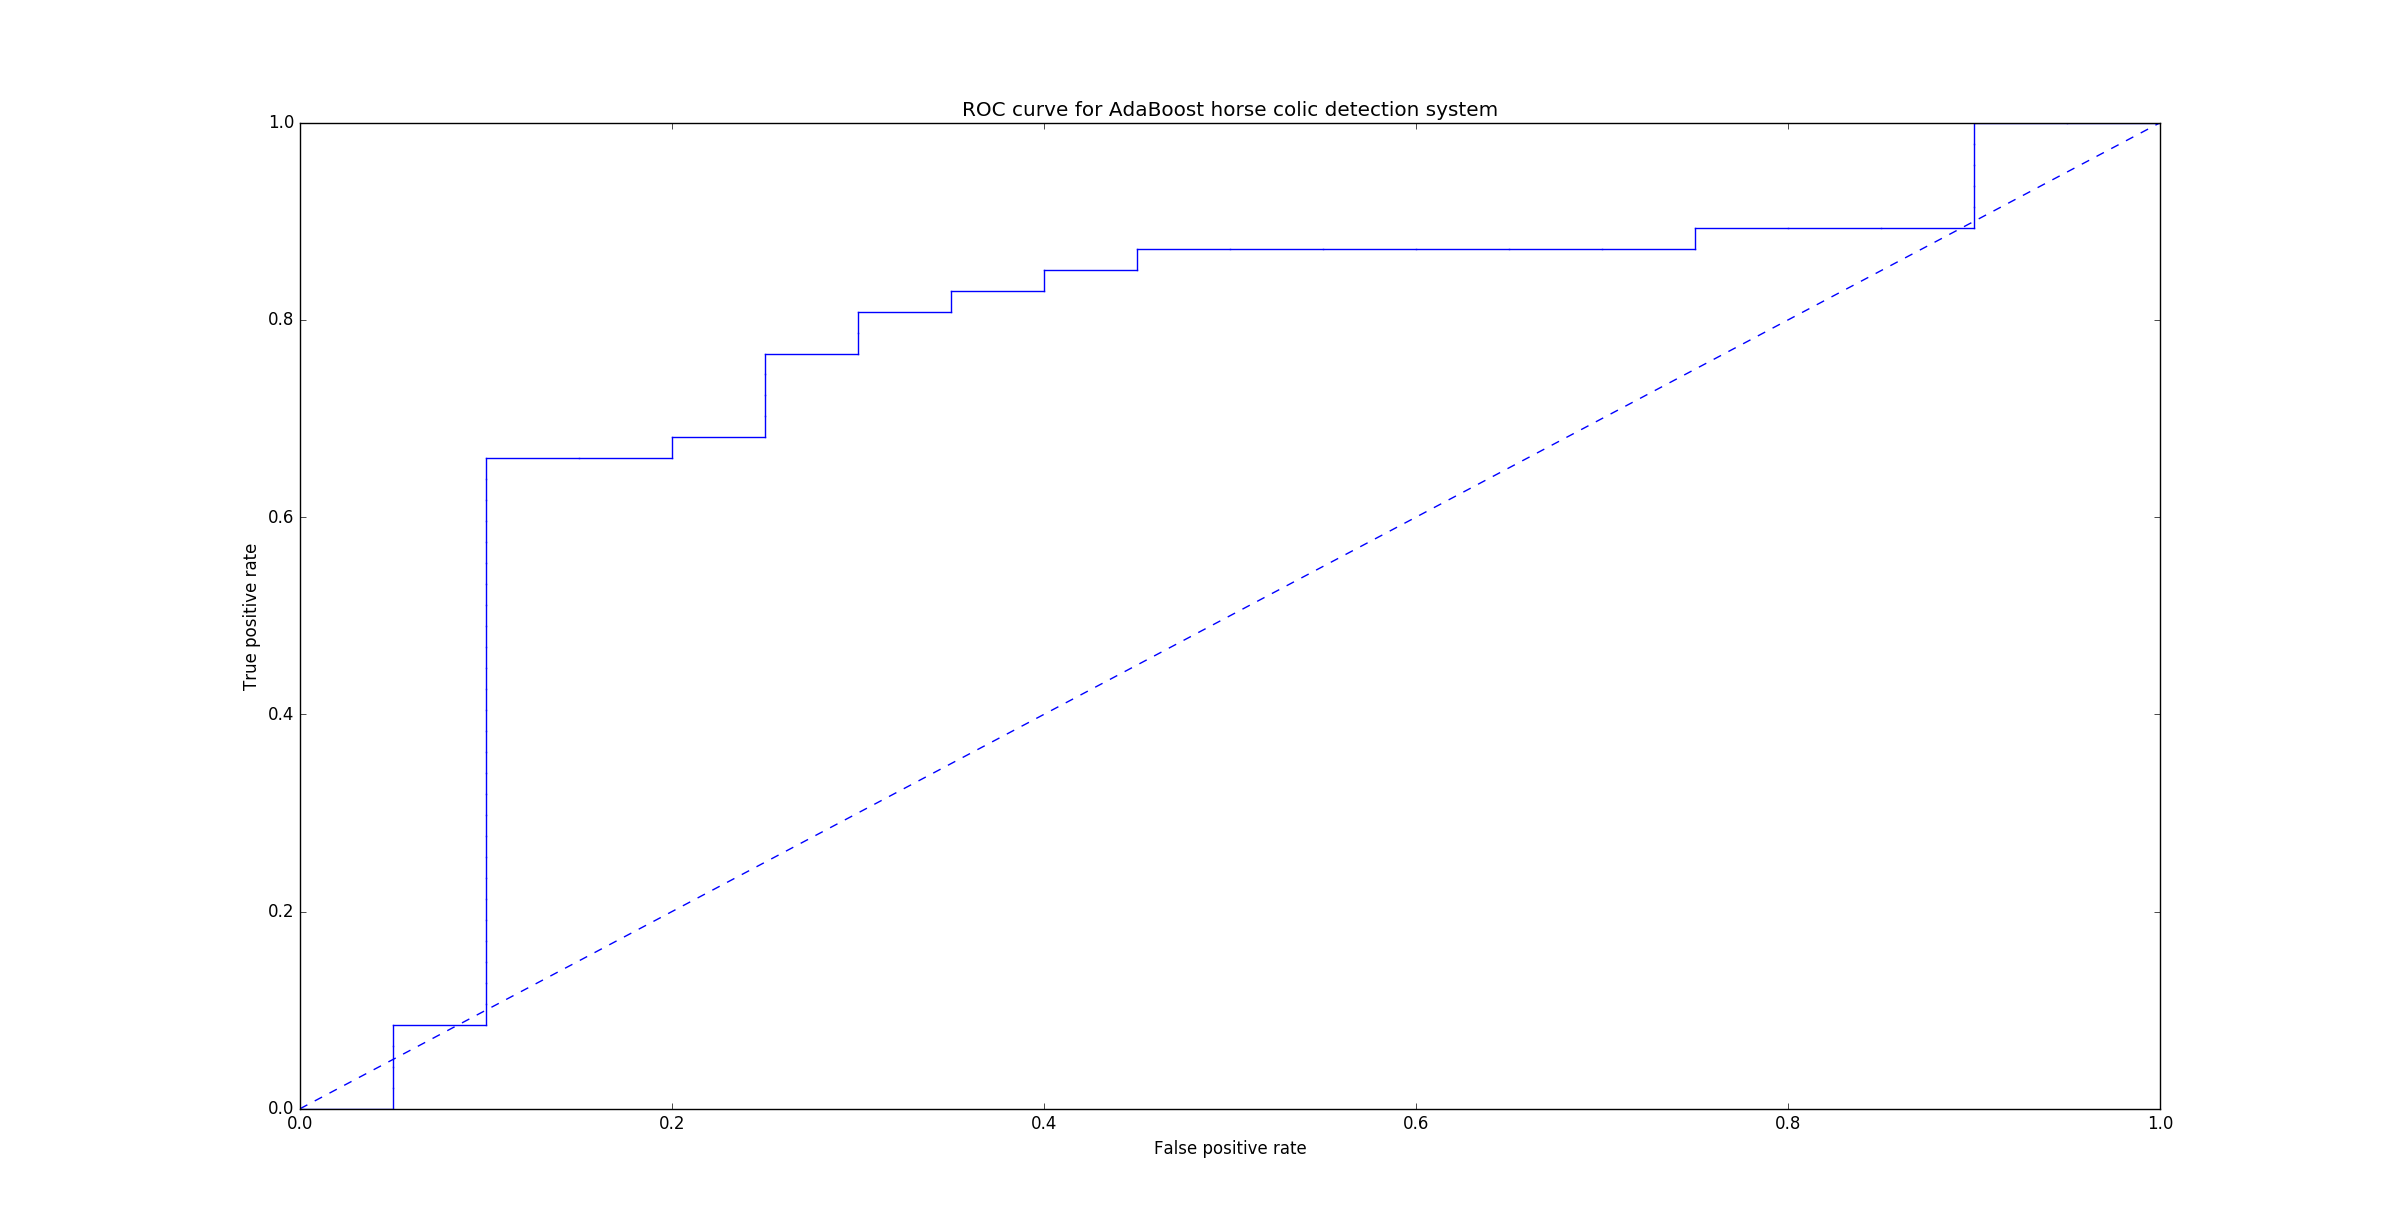 ROC curve for AdaBoost horse colic detection system
1.0
0.8
0.6
0.4
0.2
0.0
True positive rate
0.0 0.2 0.4 0.6 0.8 1.0
False positive rate